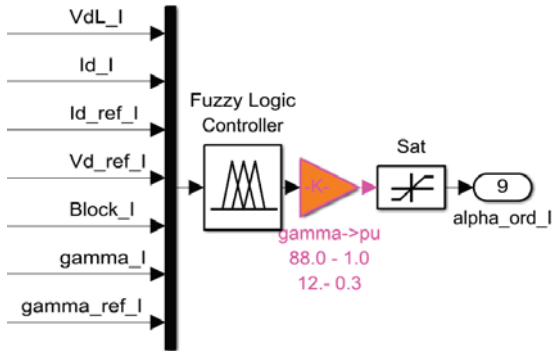 VdL_I
Id_I
Id_ref_I
Vd_ref_I
Block_I
gamma_I
gamma_ref_I
Fuzzy Logic
Controller
-K-
gamma->pu
88.0 - 1.0
12.- 0.3
Sat
9
alpha_ord_I